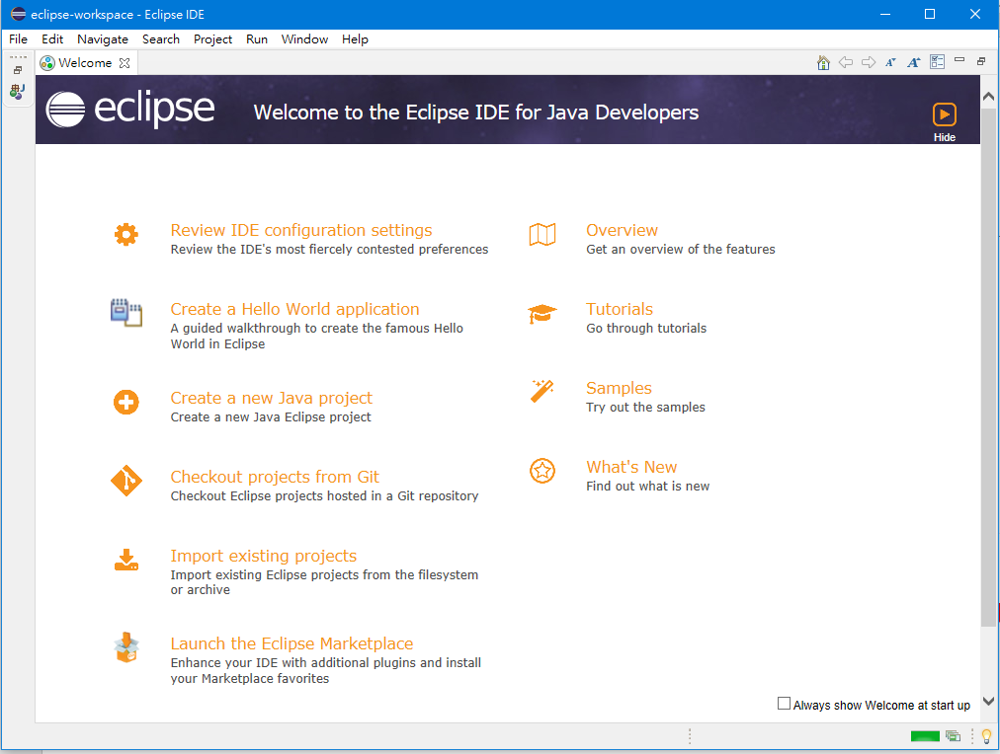 eclipse-workspace - Eclipse IDE
File Edit Navigate Search Project Run Window Help
Welcome
eclipse
Welcome to the Eclipse IDE for Java Developers
Hide
Review IDE configuration settings
Review the IDE's most fiercely contested preferences
Create a Hello World application
A guided walkthrough to create the famous Hello
World in Eclipse
Create a new Java project
Create a new Java Eclipse project
Checkout projects from Git
Checkout Eclipse projects hosted in a Git repository
Import existing projects
Import existing Eclipse projects from the filesystem
or archive
Launch the Eclipse Marketplace
Enhance your IDE with additional plugins and install
your Marketplace favorites
Overview
Get an overview of the features
Tutorials
Go through tutorials
Samples
Try out the samples
What's New
Find out what is new
Always show Welcome at start up